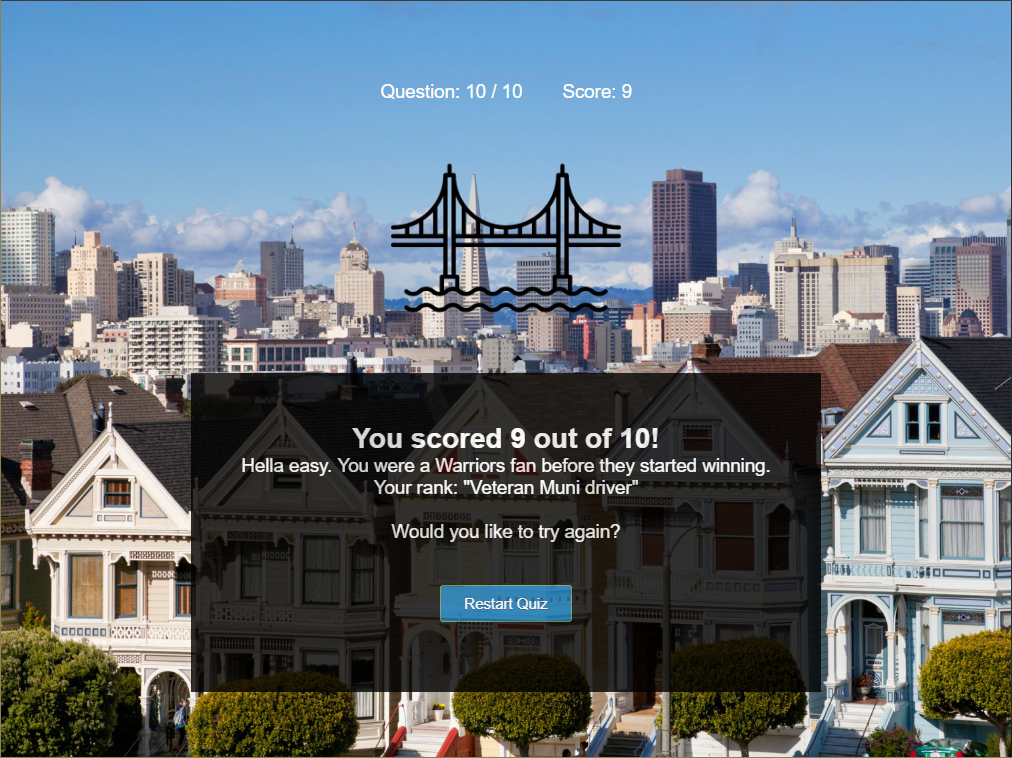 Question: 10 / 10 Score: 9
You scored 9 out of 10!
Hella easy. You were a Warriors fan before they started winning.
Your rank: "Veteran Muni driver"
Would you like to try again?
Restart Quiz